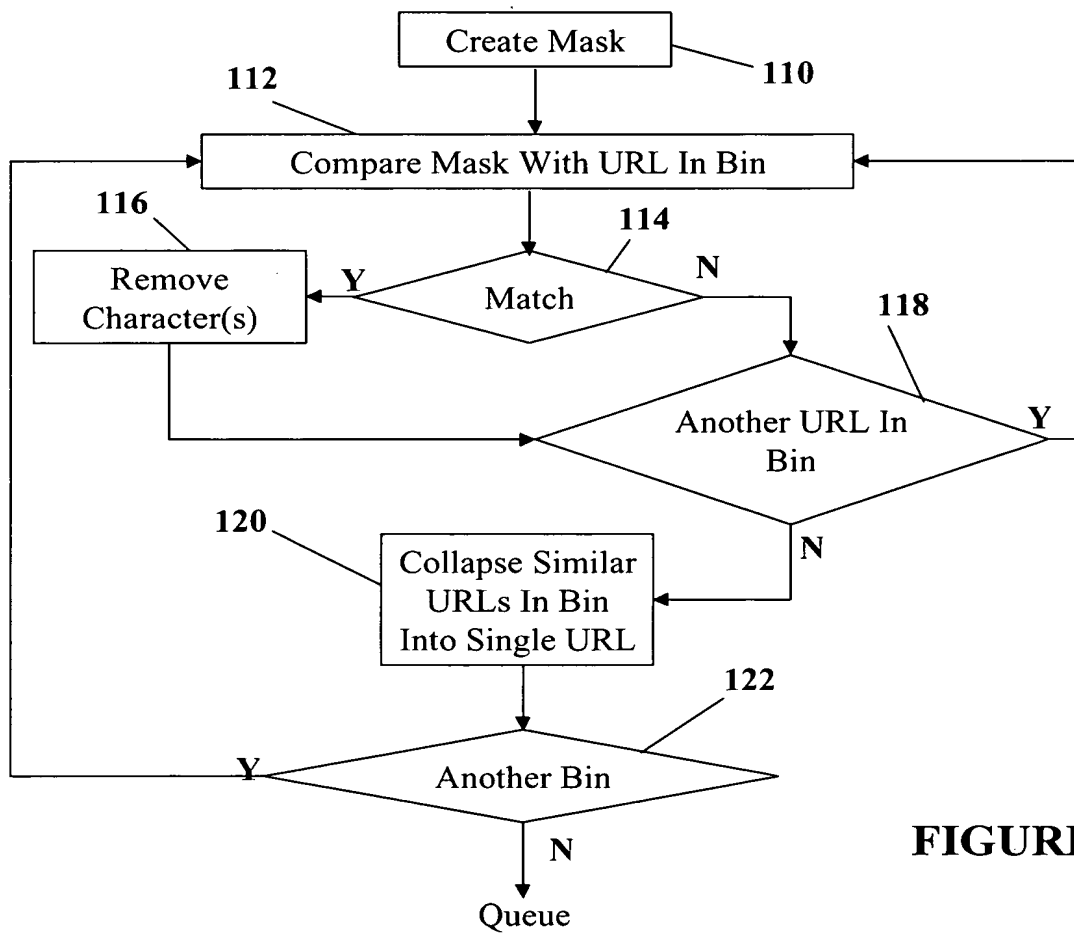 Create Mask
110
112
Compare Mask With URL In Bin
116
114
Y
N
Remove
Character(s)
Match
118
Another URL In
Bin
Y
N
120
Collapse Similar
URLs In Bin
Into Single URL
122
Y
Another Bin
N
Queue